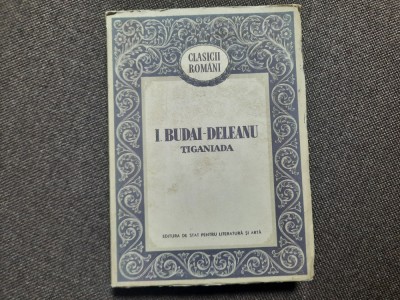 CLASICII
ROMÂNI
I BUDAI-DELEANU
ȚIGANIADA
EDITURA DE STAT PENTRU LITERATURĂ ȘI ARTĂ